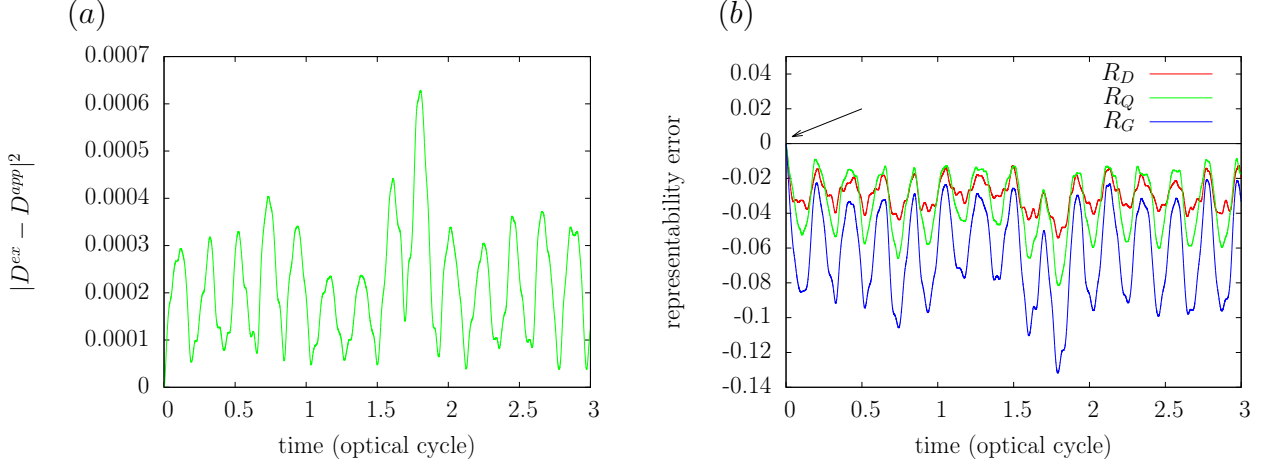 (a)
|D^{ex} − D^{app}|^2
0.0007
0.0006
0.0005
0.0004
0.0003
0.0002
0.0001
0
0 0.5 1 1.5 2 2.5 3
time (optical cycle)
(b)
representability error
0.04
0.02
0
-0.02
-0.04
-0.06
-0.08
-0.1
-0.12
-0.14
R_D
R_Q
R_G
0 0.5 1 1.5 2 2.5 3
time (optical cycle)